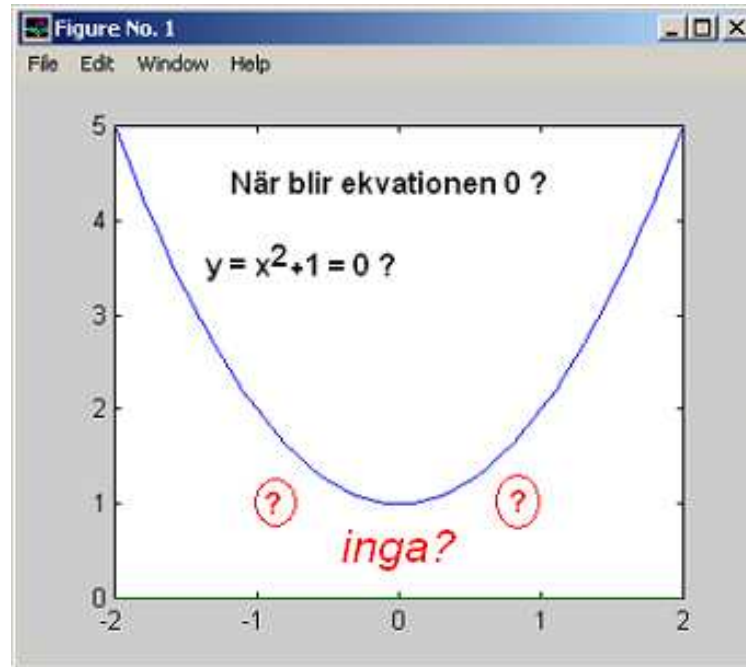 Figure No. 1
File Edit Window Help
5
När blir ekvationen 0 ?
4
y = x²+1 = 0 ?
3
2
1
? ?
inga?
0
-2 -1 0 1 2